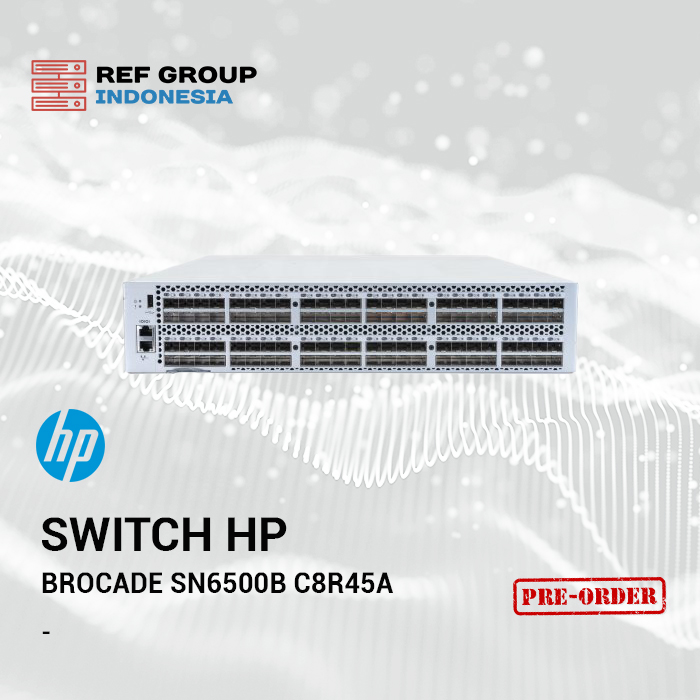 REF GROUP
INDONESIA
hp
SWITCH HP
BROCADE SN6500B C8R45A
-
PRE-ORDER